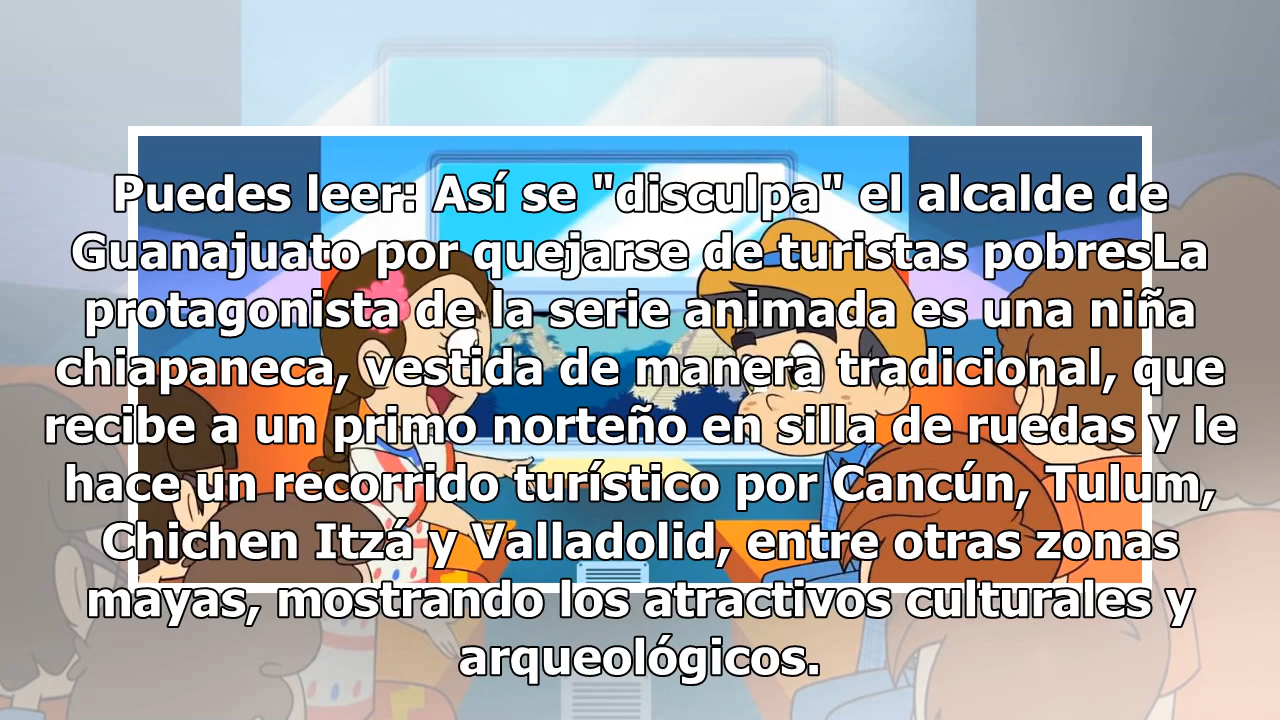 Puedes leer: Así se "disculpa" el alcalde de
Guanajuato por quejarse de turistas pobresLa
protagonista de la serie animada es una niña
chiapaneca, vestida de manera tradicional, que
recibe a un primo norteño en silla de ruedas y le
hace un recorrido turístico por Cancún, Tulum,
Chichen Itzá y Valladolid, entre otras zonas
mayas, mostrando los atractivos culturales y
arqueológicos.